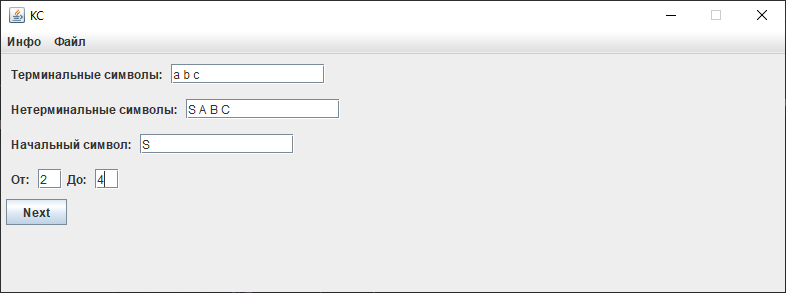 КС
Инфо Файл
Терминальные символы: a b c
Нетерминальные символы: S A B C
Начальный символ: S
От: 2 До: 4
Next